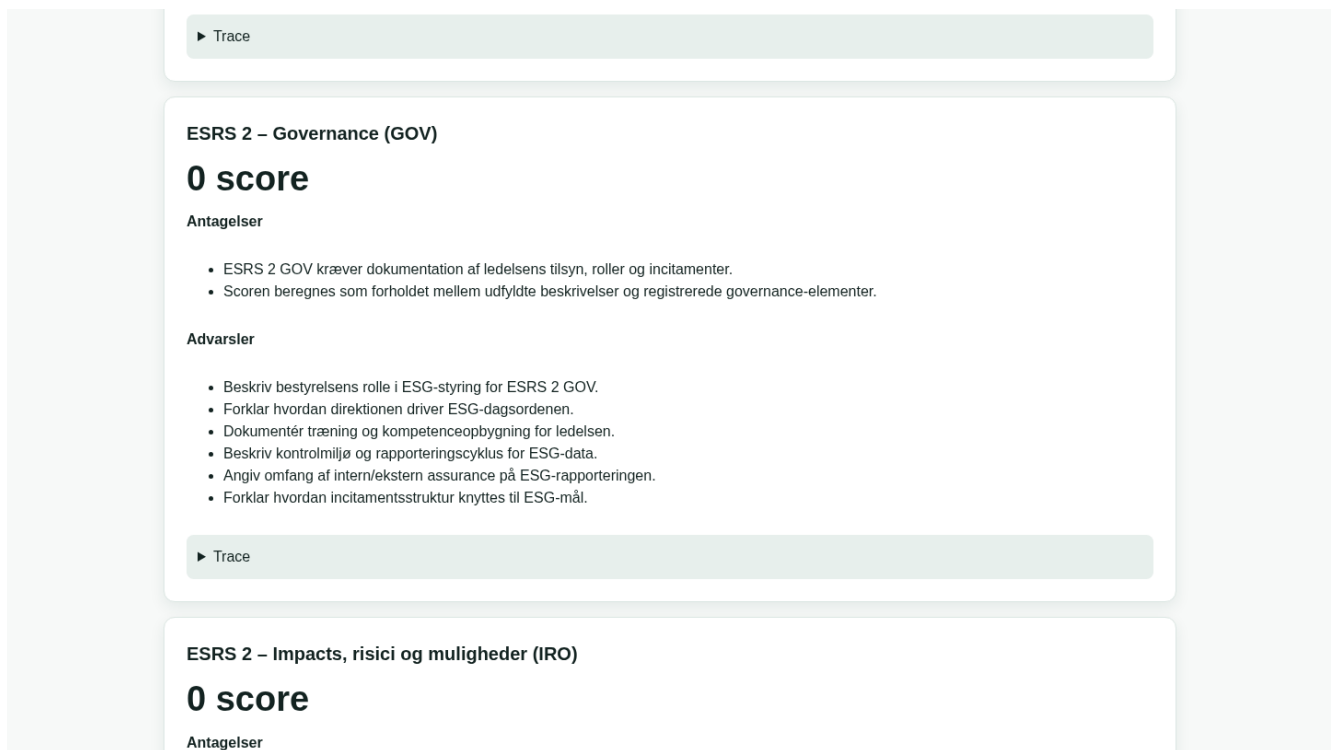 Trace
ESRS 2 – Governance (GOV)
0 score
Antagelser
ESRS 2 GOV kræver dokumentation af ledelsens tilsyn, roller og incitamenter.
Scoren beregnes som forholdet mellem udfyldte beskrivelser og registrerede governance-elementer.
Advarsler
Beskriv bestyrelsens rolle i ESG-styring for ESRS 2 GOV.
Forklar hvordan direktionen driver ESG-dagsordenen.
Dokumentér træning og kompetenceopbygning for ledelsen.
Beskriv kontrolmiljø og rapporteringscyklus for ESG-data.
Angiv omfang af intern/ekstern assurance på ESG-rapporteringen.
Forklar hvordan incitamentsstruktur knyttes til ESG-mål.
Trace
ESRS 2 – Impacts, risici og muligheder (IRO)
0 score
Antagelser